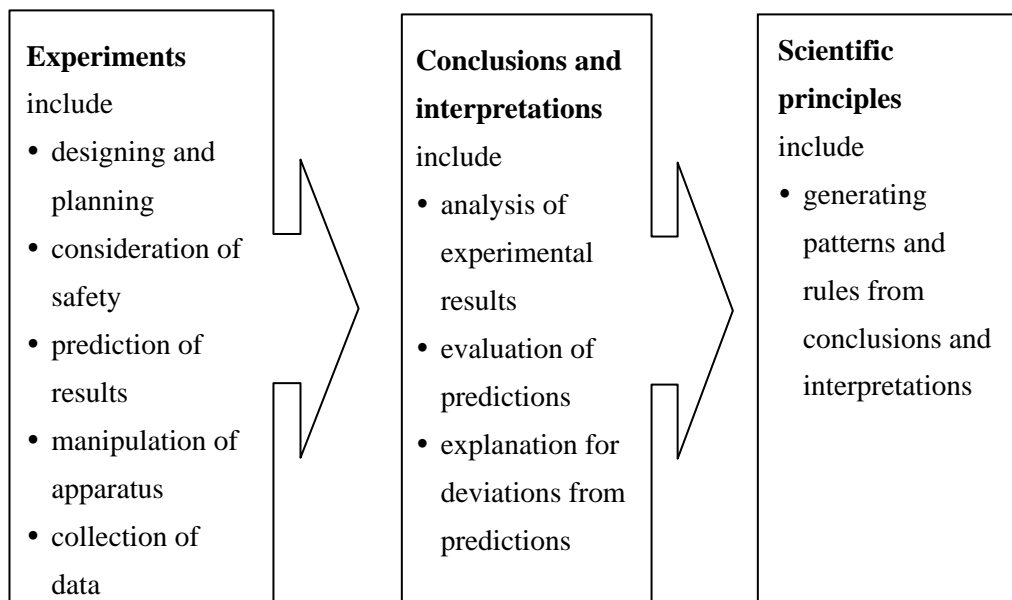 Experiments
include
• designing and
planning
• consideration of
safety
• prediction of
results
• manipulation of
apparatus
• collection of
data
Conclusions and
interpretations
include
• analysis of
experimental
results
• evaluation of
predictions
• explanation for
deviations from
predictions
Scientific
principles
include
• generating
patterns and
rules from
conclusions and
interpretations